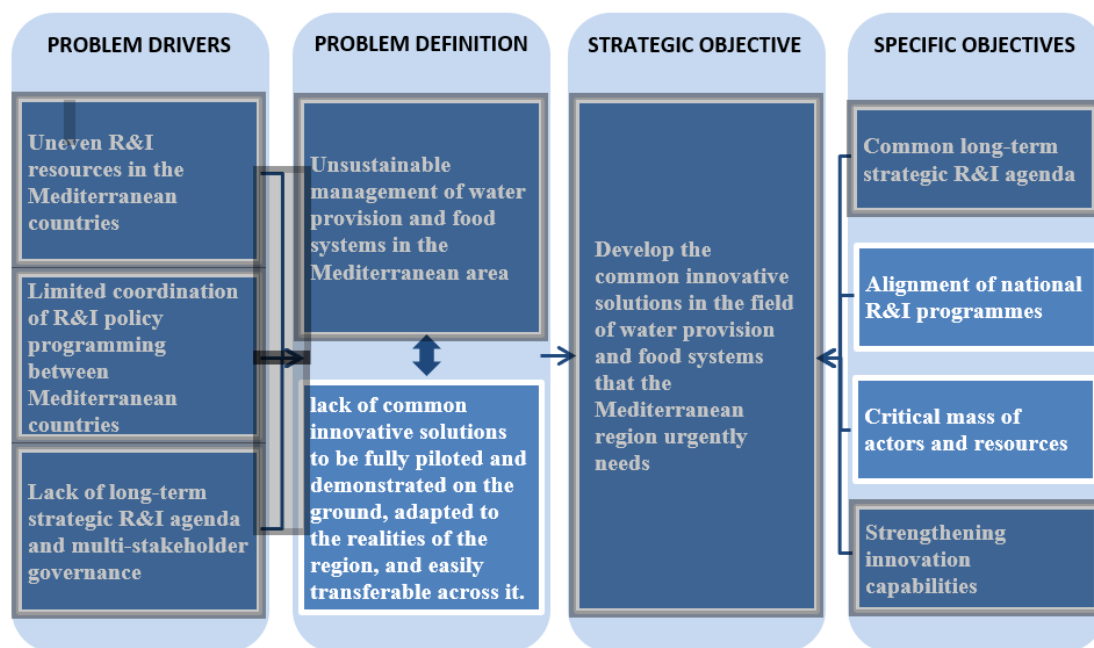 PROBLEM DRIVERS
Uneven R&I
resources in the
Mediterranean
countries
Limited coordination
of R&I policy
programming
between
Mediterranean
countries
Lack of long-term
strategic R&I agenda
and multi-stakeholder
governance
PROBLEM DEFINITION
Unsustainable
management of water
provision and food
systems in the
Mediterranean area
lack of common
innovative solutions
to be fully piloted and
demonstrated on the
ground, adapted to
the realities of the
region, and easily
transferable across it.
STRATEGIC OBJECTIVE
Develop the
common innovative
solutions in the field
of water provision
and food systems
that the
Mediterranean
region urgently
needs
SPECIFIC OBJECTIVES
Common long-term
strategic R&I agenda
Alignment of national
R&I programmes
Critical mass of
actors and resources
Strengthening
innovation
capabilities